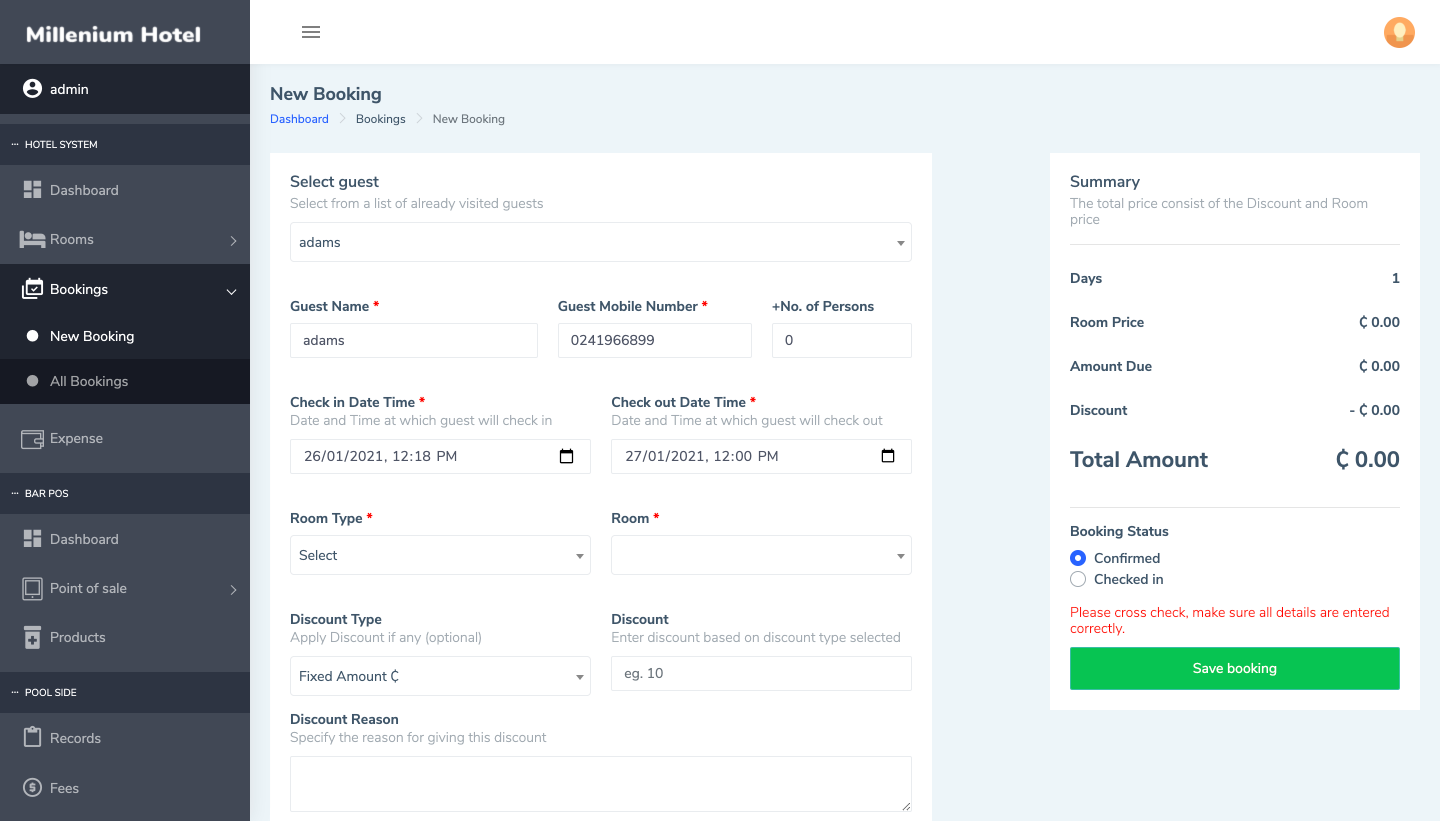 Millenium Hotel
admin
HOTEL SYSTEM
Dashboard
Rooms
Bookings
New Booking
All Bookings
Expense
BAR POS
Dashboard
Point of sale
Products
POOL SIDE
Records
Fees
New Booking
Dashboard Bookings New Booking
Select guest
Select from a list of already visited guests
adams
Guest Name * Guest Mobile Number * +No. of Persons
adams 0241966899 0
Check in Date Time * Check out Date Time *
Date and Time at which guest will check in Date and Time at which guest will check out
26/01/2021, 12:18 PM 27/01/2021, 12:00 PM
Room Type * Room *
Select
Discount Type Discount
Apply Discount if any (optional) Enter discount based on discount type selected
Fixed Amount ₵ eg. 10
Discount Reason
Specify the reason for giving this discount
Summary
The total price consist of the Discount and Room
price
Days 1
Room Price ₵ 0.00
Amount Due ₵ 0.00
Discount - ₵ 0.00
Total Amount ₵ 0.00
Booking Status
Confirmed
Checked in
Please cross check, make sure all details are entered
correctly.
Save booking